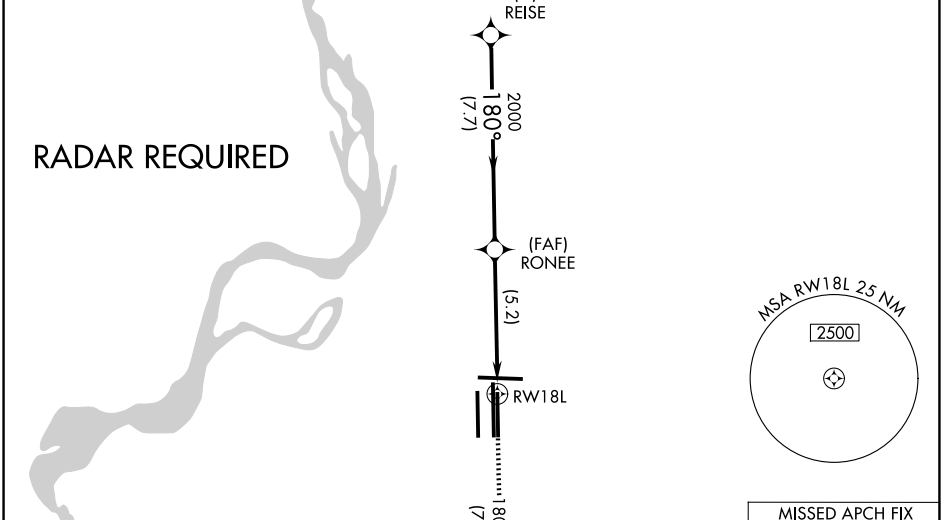 REISE
2000
180°
(7.7)
RADAR REQUIRED
(FAF)
RONEE
(5.2)
MSA RW18L 25 NM
2500
RW18L
MISSED APCH FIX